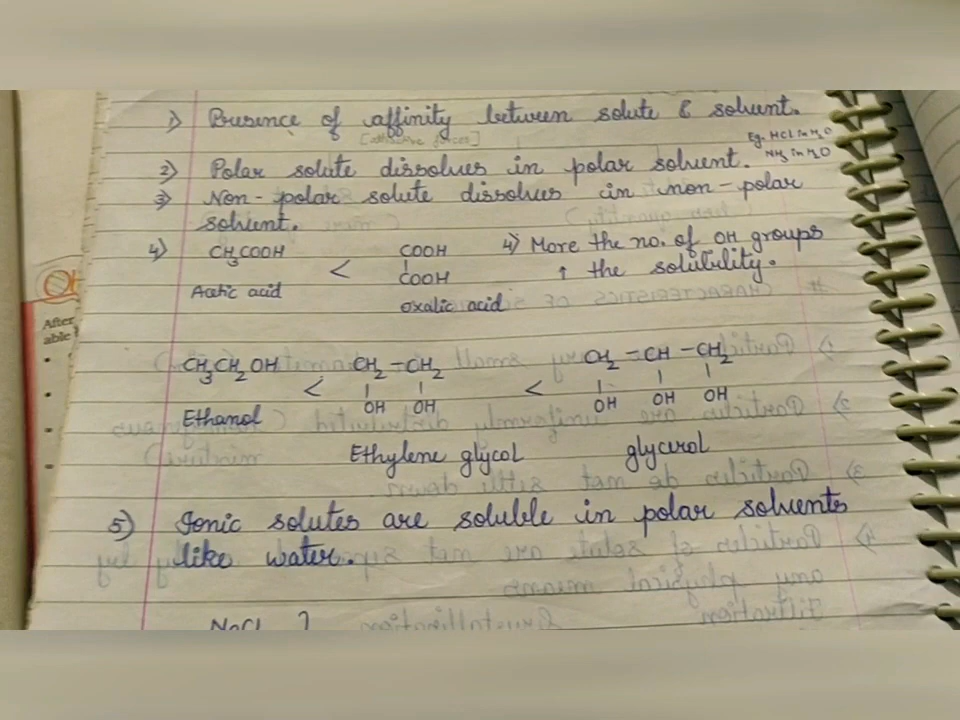 1) Presence of affinity between solute & solvent.
[attractive forces]
Eg. HCl in H2O
NH3 in H2O
2) Polar solute dissolves in polar solvent.
3) Non-polar solute dissolves in non-polar
solvent.
4) CH3COOH < COOH
COOH
Acetic acid
oxalic acid
4) More the no. of OH groups
↑ the solubility.
CH3CH2OH < CH2-CH2 < CH2-CH-CH2
OH OH OH OH OH
Ethanol
Ethylene glycol
glycerol
5) Ionic solutes are soluble in polar solvents
like water.
NaCl
After
able